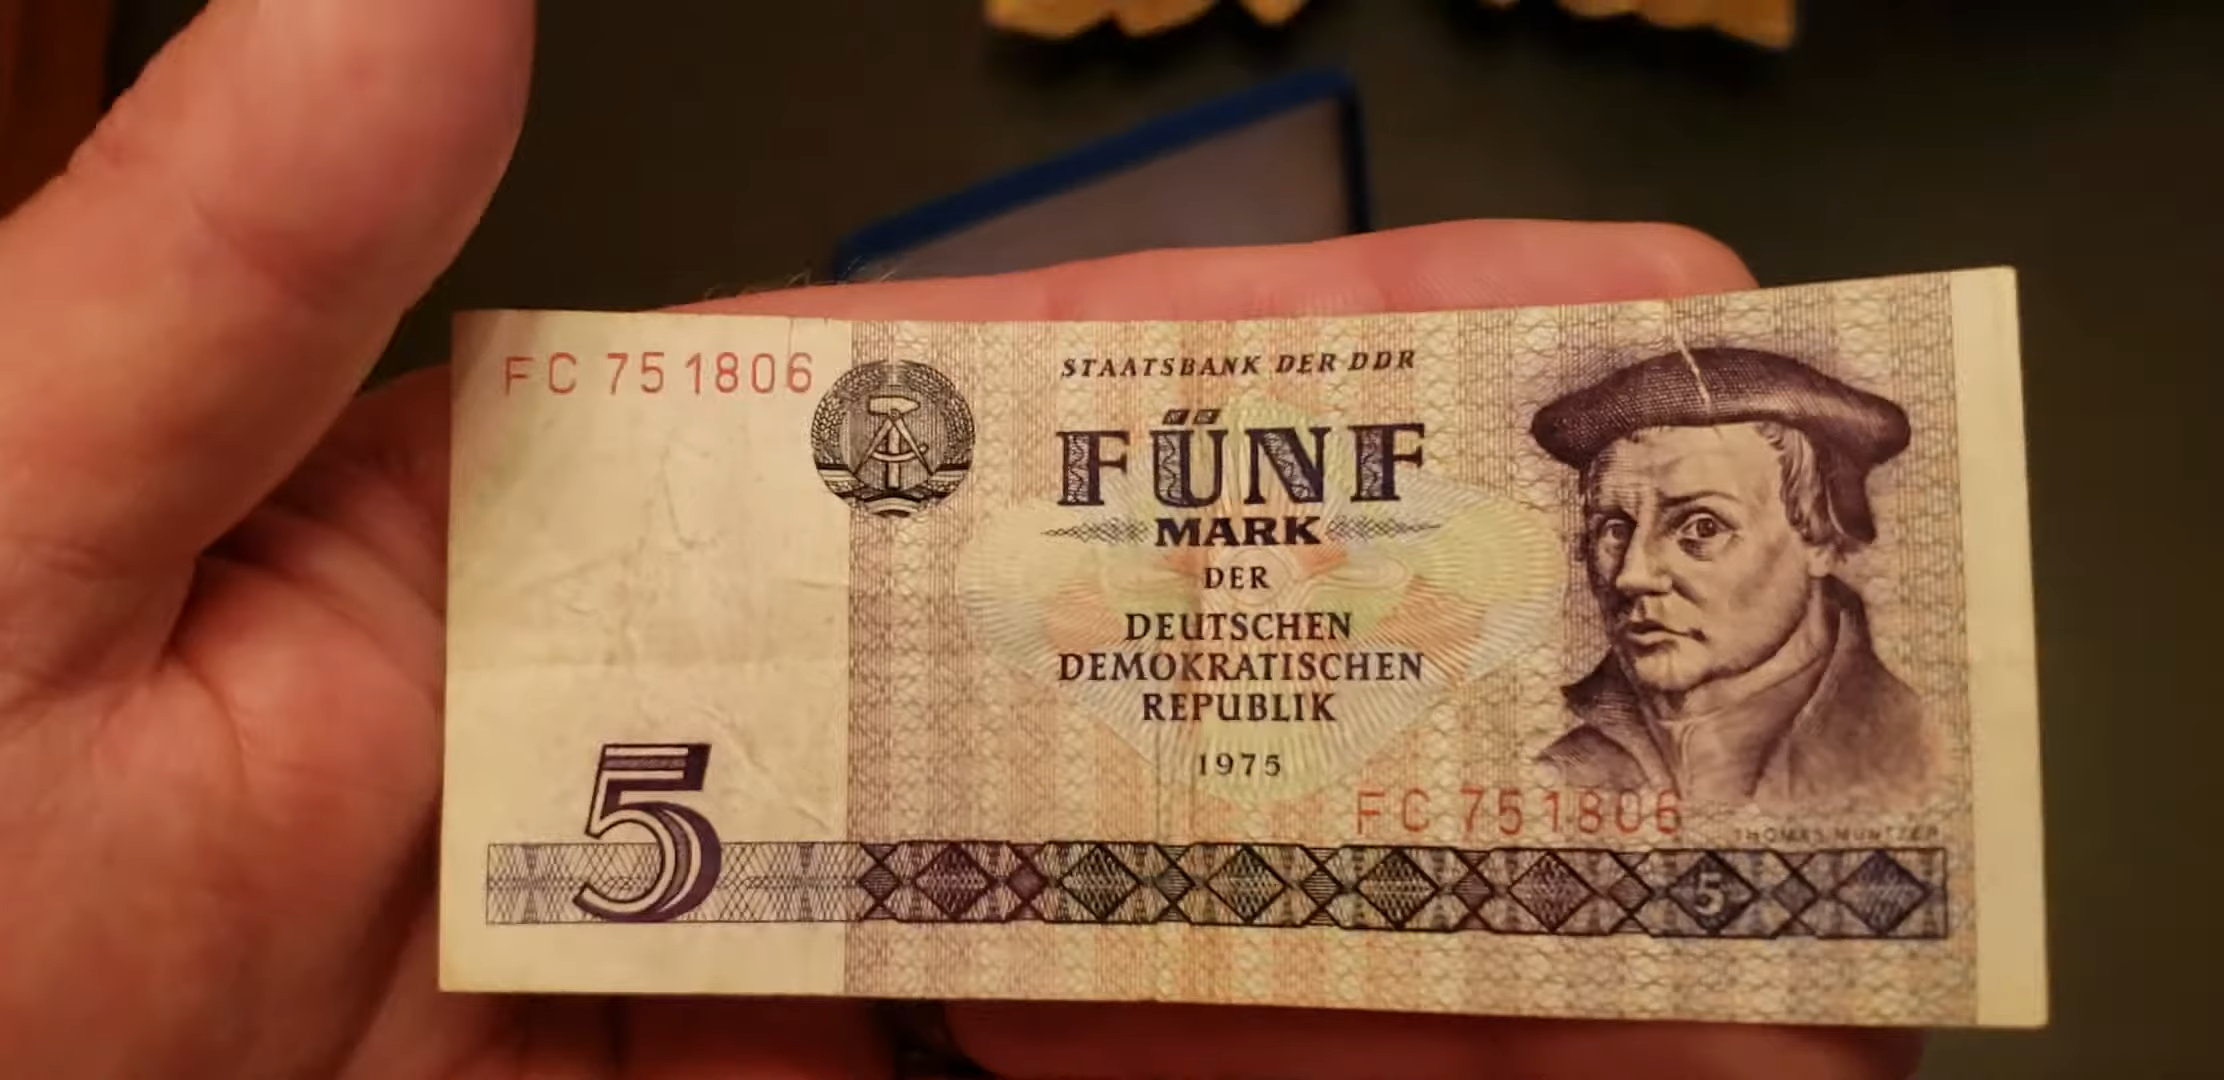 FC 751806
STAATSBANK DER DDR
FÜNF
MARK
DER
DEUTSCHEN
DEMOKRATISCHEN
REPUBLIK
1975
FC 751806
THOMAS MÜNTZER
5
5